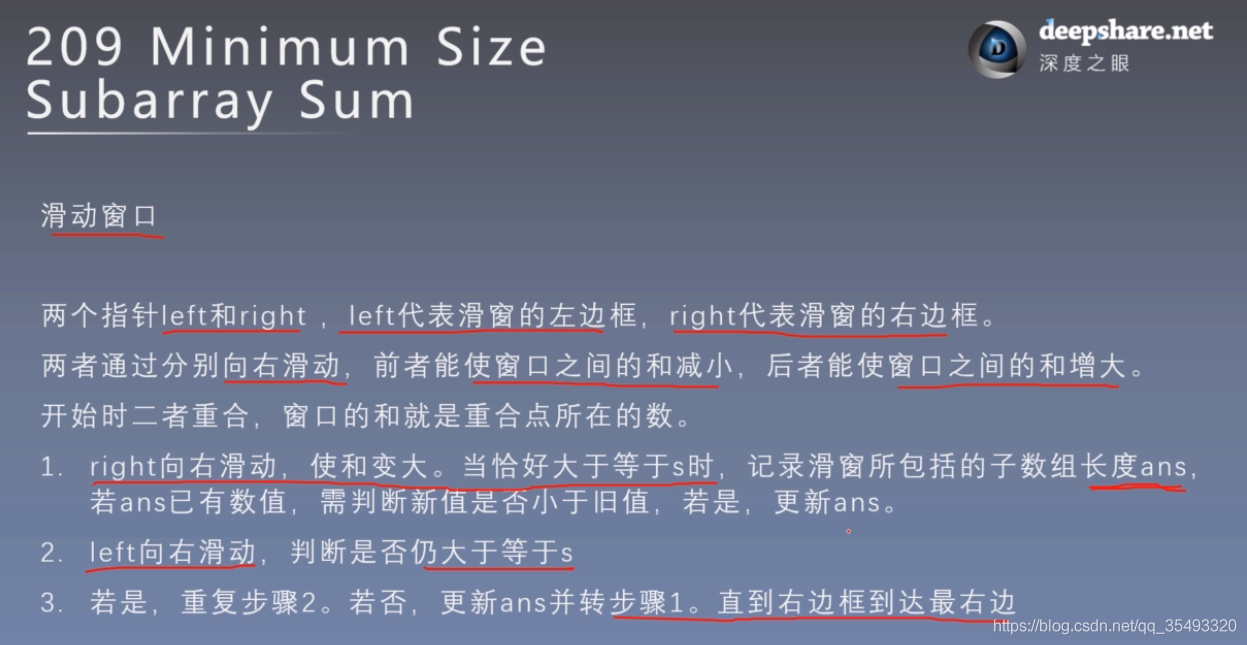 209 Minimum Size
Subarray Sum
deepshare.net
深度之眼
滑动窗口
两个指针left和right，left代表滑窗的左边框，right代表滑窗的右边框。
两者通过分别向右滑动，前者能使窗口之间的和减小，后者能使窗口之间的和增大。
开始时二者重合，窗口的和就是重合点所在的数。
1. right向右滑动，使和变大。当恰好大于等于s时，记录滑窗所包括的子数组长度ans，
若ans已有数值，需判断新值是否小于旧值，若是，更新ans。
2. left向右滑动，判断是否仍大于等于s
3. 若是，重复步骤2。若否，更新ans并转步骤1。直到右边框到达最右边
https://blog.csdn.net/qq_35493320